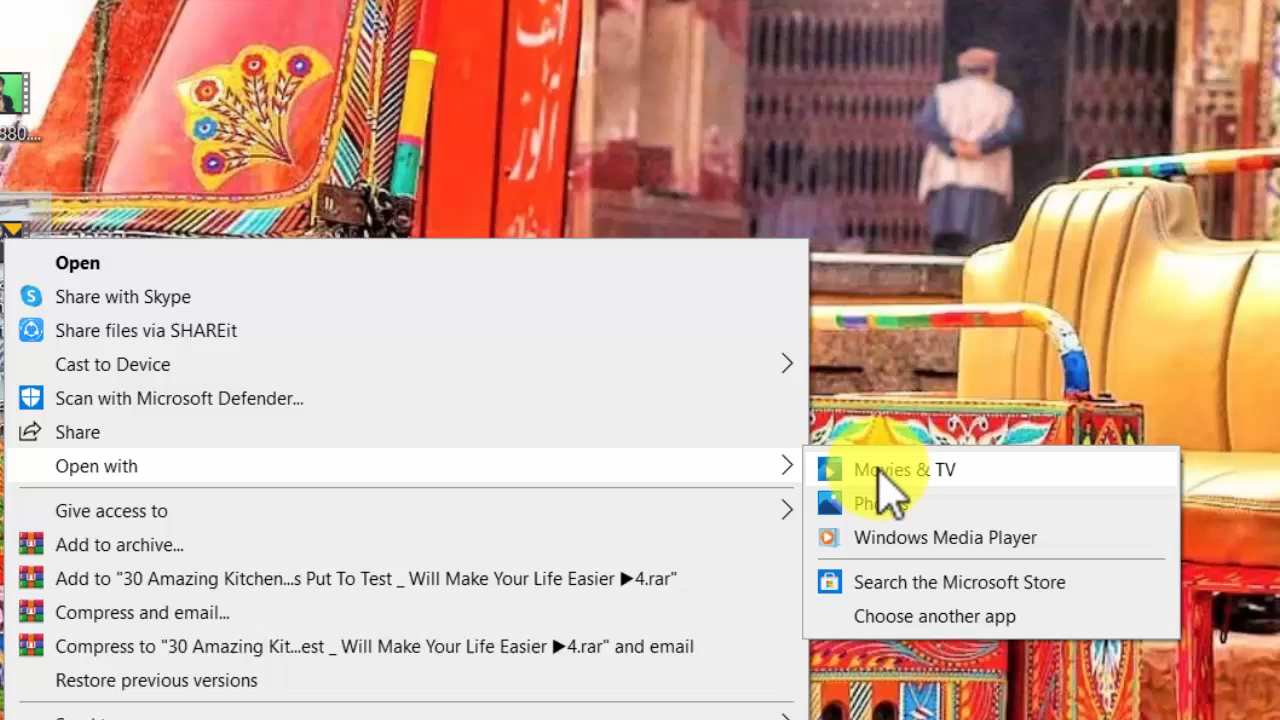 880....
Open
Share with Skype
Share files via SHAREit
Cast to Device
Scan with Microsoft Defender...
Share
Open with
Give access to
Add to archive...
Add to "30 Amazing Kitchen...s Put To Test _ Will Make Your Life Easier ▶4.rar"
Compress and email...
Compress to "30 Amazing Kit...est _ Will Make Your Life Easier ▶4.rar" and email
Restore previous versions
Movies & TV
Photos
Windows Media Player
Search the Microsoft Store
Choose another app